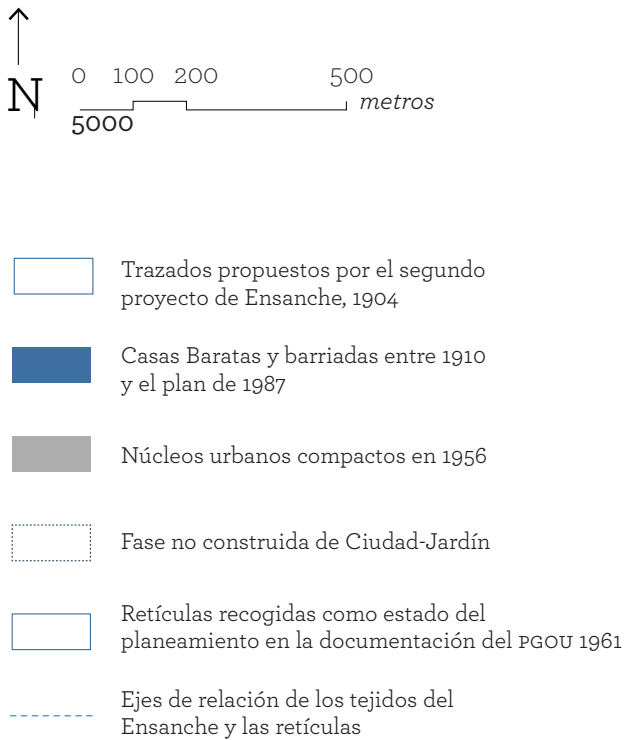 N
0 100 200 500
metros
5000
Trazados propuestos por el segundo
proyecto de Ensanche, 1904
Casas Baratas y barriadas entre 1910
y el plan de 1987
Núcleos urbanos compactos en 1956
Fase no construida de Ciudad-Jardín
Retículas recogidas como estado del
planeamiento en la documentación del PGOU 1961
Ejes de relación de los tejidos del
Ensanche y las retículas